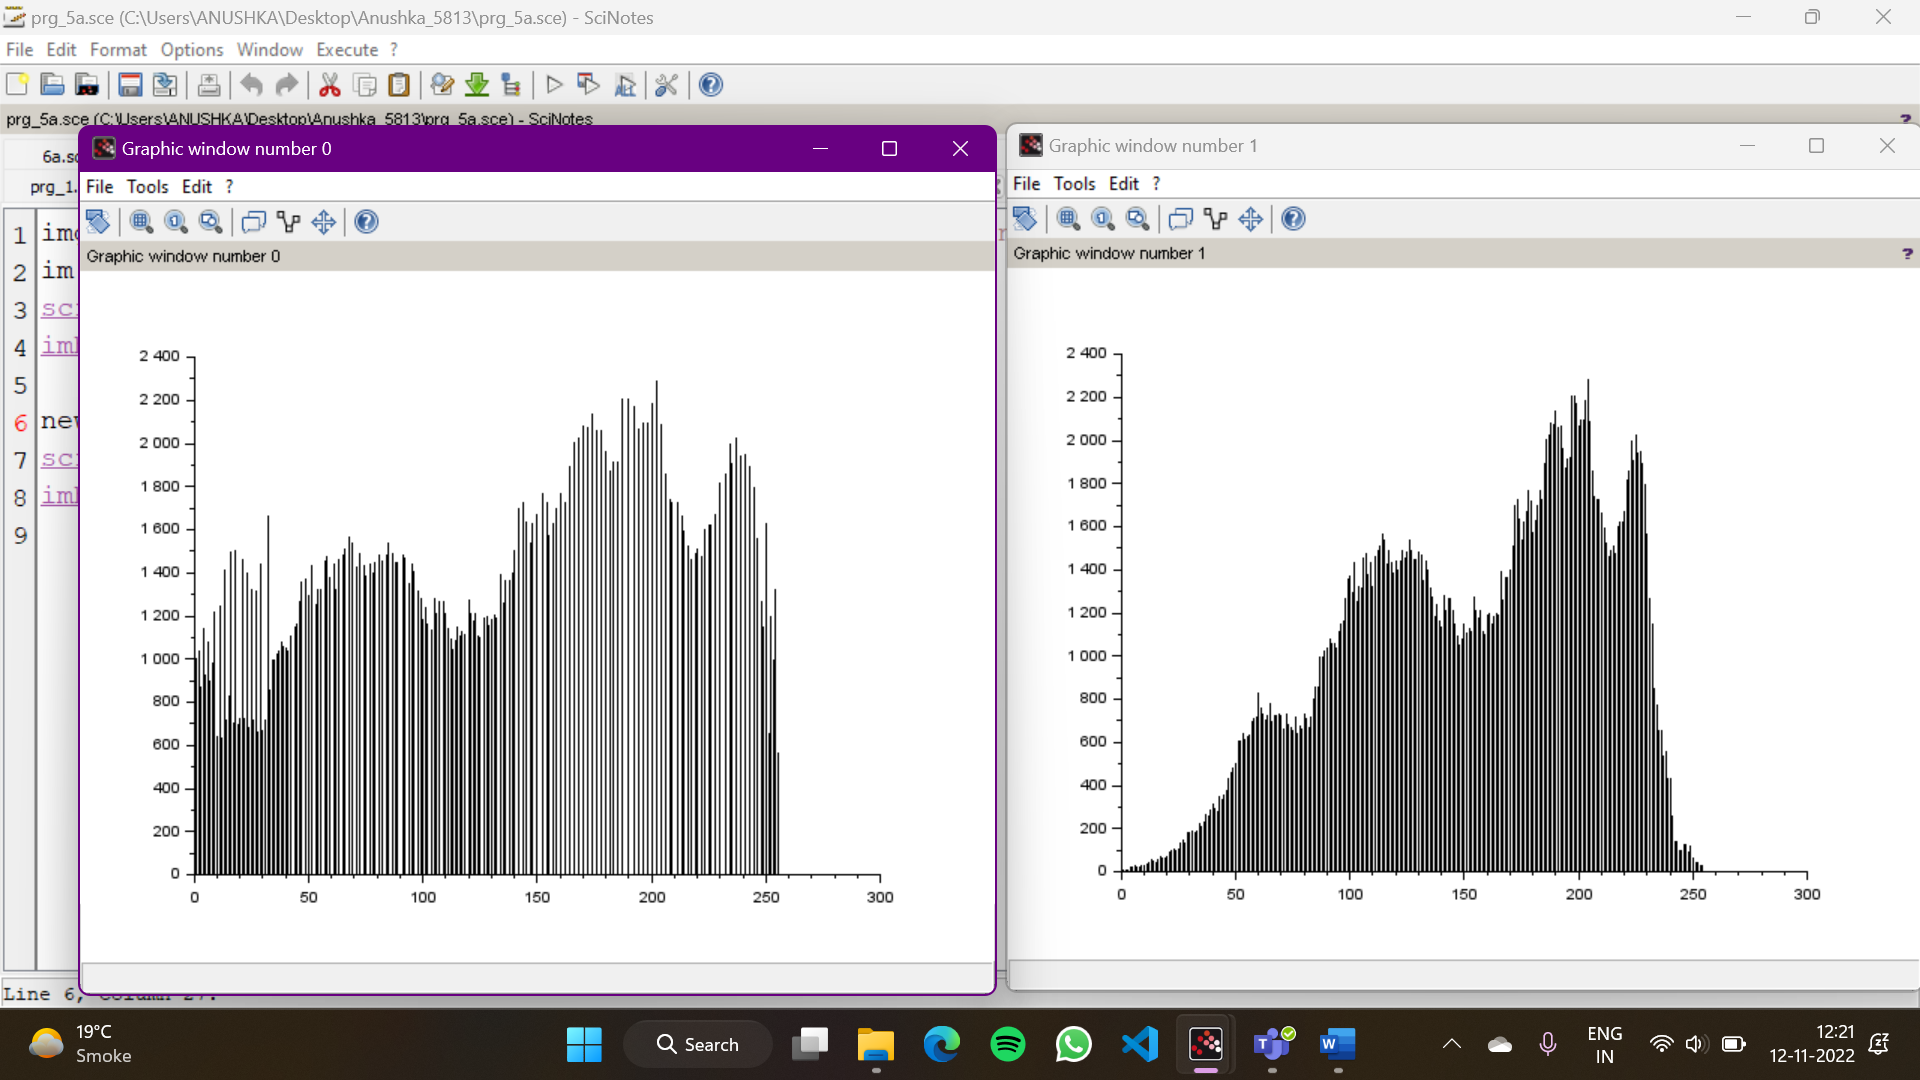 prg_5a.sce (C:\Users\ANUSHKA\Desktop\Anushka_5813\prg_5a.sce) - SciNotes
File Edit Format Options Window Execute ?
prg_5a.sce (C:\Users\ANUSHKA\Desktop\Anushka_5813\prg_5a.sce) - SciNotes ?
prg_1.
1
2 im
3
4
5
6
7
8
9
Line 6,
Graphic window number 0
File Tools Edit ?
Graphic window number 0
2 400
2 200
2 000
1 800
1 600
1 400
1 200
1 000
800
600
400
200
0
0 50 100 150 200 250 300
Graphic window number 1
File Tools Edit ?
Graphic window number 1 ?
2 400
2 200
2 000
1 800
1 600
1 400
1 200
1 000
800
600
400
200
0
0 50 100 150 200 250 300
19°C
Smoke
Search
ENG
IN
12:21
12-11-2022